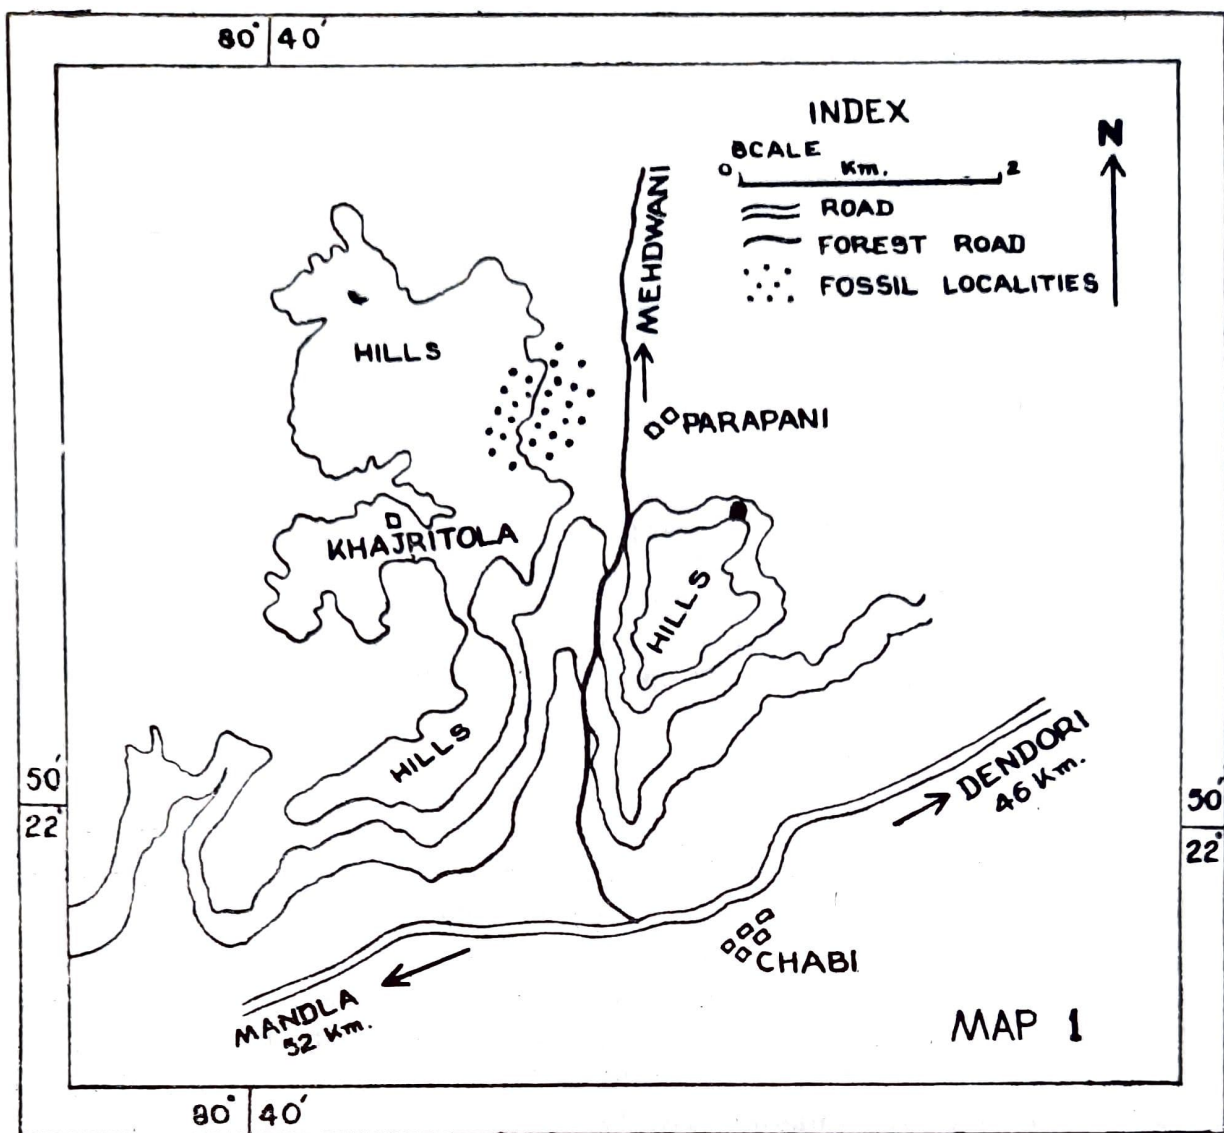 80° 40'
INDEX
SCALE
0 Km. 2
ROAD
FOREST ROAD
FOSSIL LOCALITIES
N
MEHDWANI
HILLS
PARAPANI
KHAJRITOLA
HILLS
HILLS
50'
22°
DENDORI
46 Km.
50'
22°
CHABI
MANDLA
52 Km.
MAP 1
80° 40'